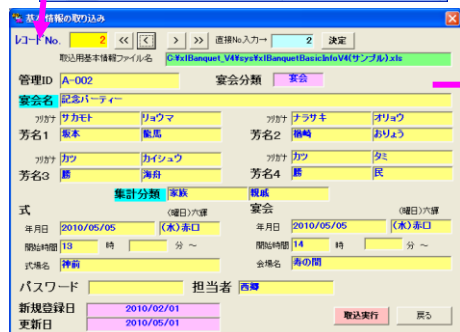 基本情報の取り込み
レコードNo. 2 << < > >> 直接No入力→ 2 決定
取込用基本情報ファイル名 G:¥xlBanquet_V4¥sys¥xlBanquetBasicInfoV4(サンプル).xls
管理ID A-002 宴会分類 宴会
宴会名 記念パーティー
フリガナ サカモト リョウマ フリガナ ナラサキ オリョウ
芳名1 坂本 龍馬 芳名2 楢崎 おりょう
フリガナ カツ カイシュウ フリガナ カツ タミ
芳名3 勝 海舟 芳名4 勝 民
集計分類 家族 親戚
式 (曜日)六輝 宴会 (曜日)六輝
年月日 2010/05/05 (水)赤口 年月日 2010/05/05 (水)赤口
開始時間 13 時 分 ～ 開始時間 14 時 分 ～
式場名 神前 会場名 寿の間
パスワード 担当者 西郷
新規登録日 2010/02/01
更新日 2010/05/01 取込実行 戻る